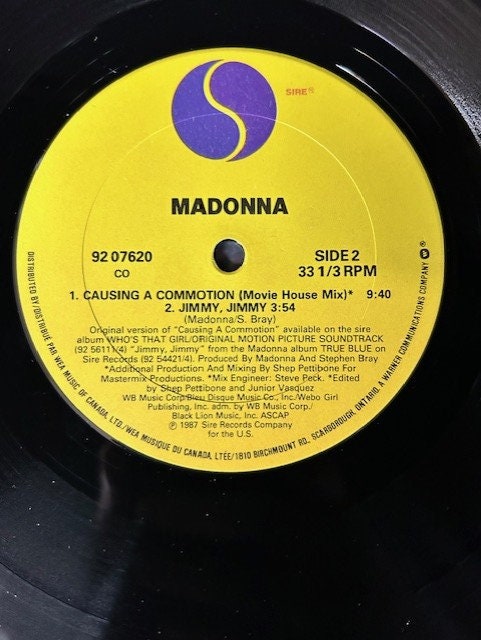 SIRE®
MADONNA
92 07620
CO
SIDE 2
33 1/3 RPM
1. CAUSING A COMMOTION (Movie House Mix)* 9:40
2. JIMMY, JIMMY 3:54
(Madonna/S. Bray)
Original version of "Causing A Commotion" available on the sire
album WHO'S THAT GIRL/ORIGINAL MOTION PICTURE SOUNDTRACK
(92 56111/4) "Jimmy, Jimmy" from the Madonna album TRUE BLUE on
Sire Records (92 54421/4). Produced By Madonna And Stephen Bray
*Additional Production And Mixing By Shep Pettibone For
Mastermix Productions. *Mix Engineer: Steve Peck. *Edited
by Shep Pettibone and Junior Vasquez
WB Music Corp/Bleu Disque Music Co., Inc/Webo Girl
Publishing, Inc. adm. by WB Music Corp./
Black Lion Music, Inc. ASCAP
℗ 1987 Sire Records Company
for the U.S.
DISTRIBUTED BY/DISTRIBUÉ PAR WEA MUSIC OF CANADA, LTD./WEA MUSIQUE DU CANADA, LTÉE/1810 BIRCHMOUNT RD., SCARBOROUGH, ONTARIO, A WARNER COMMUNICATIONS COMPANY ®